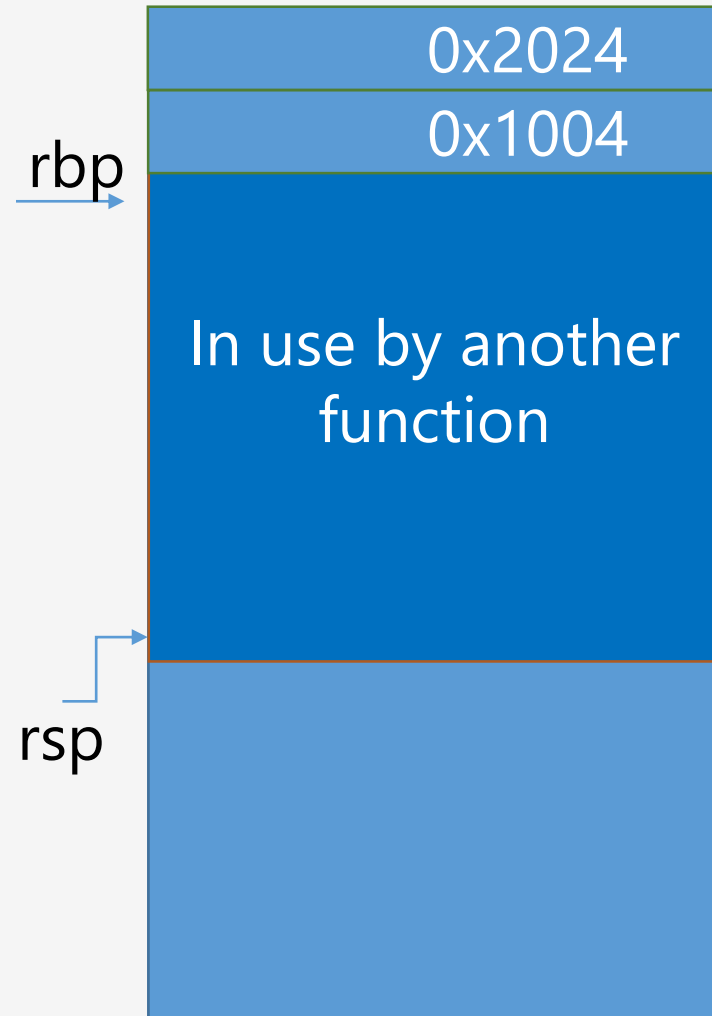 0x2024
0x1004
rbp
In use by another
function
rsp